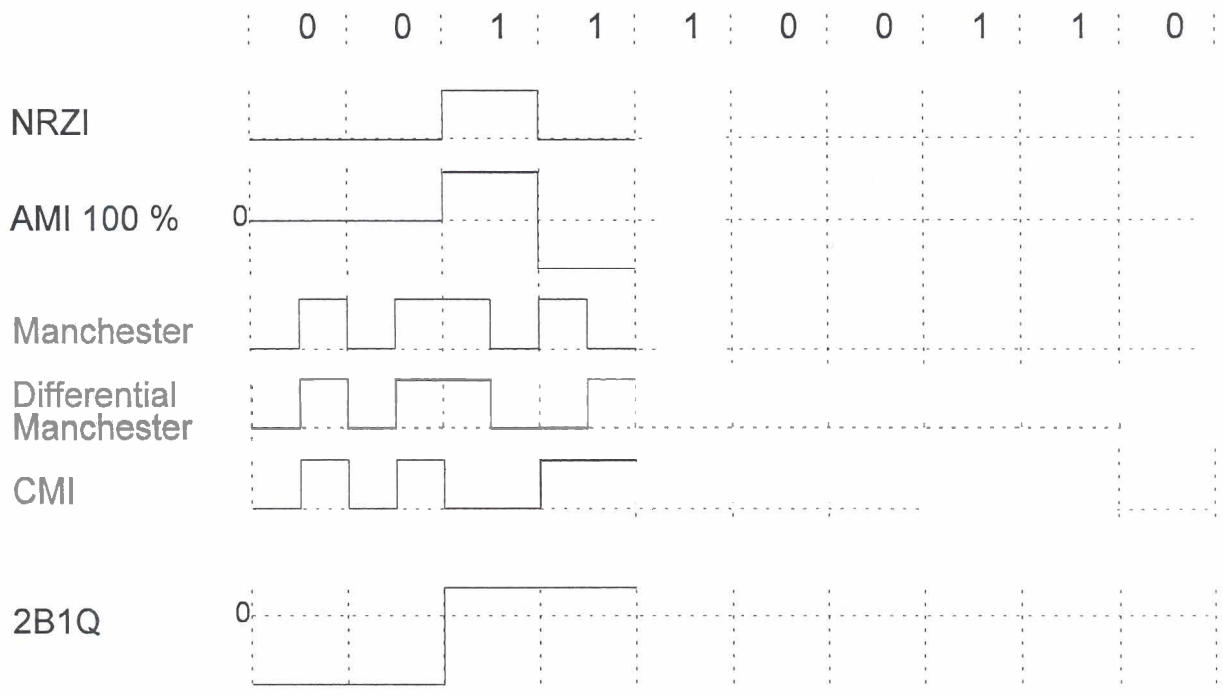 0 0 1 1 1 0 0 1 1 0
NRZI
AMI 100 % 0
Manchester
Differential
Manchester
CMI
2B1Q 0